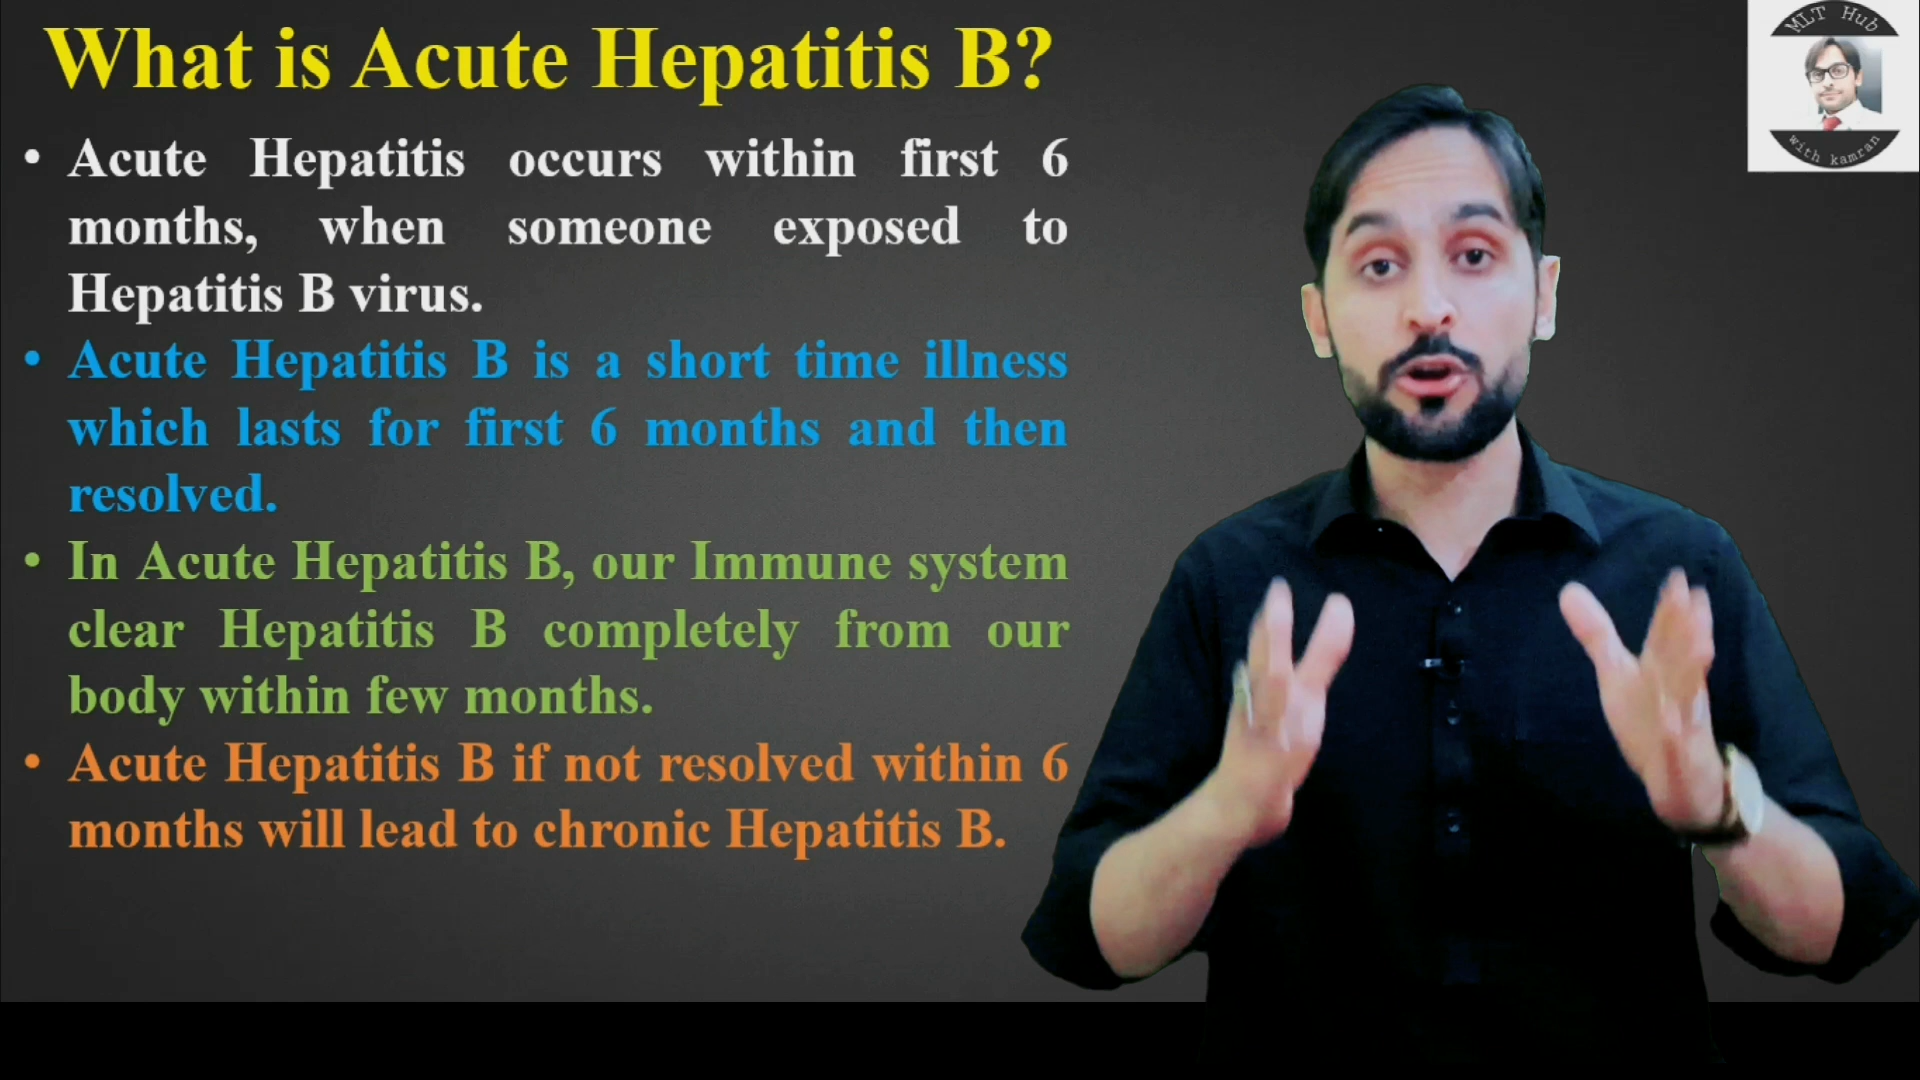 What is Acute Hepatitis B?
MLT Hub
with kamran
• Acute Hepatitis occurs within first 6
months, when someone exposed to
Hepatitis B virus.
• Acute Hepatitis B is a short time illness
which lasts for first 6 months and then
resolved.
• In Acute Hepatitis B, our Immune system
clear Hepatitis B completely from our
body within few months.
• Acute Hepatitis B if not resolved within 6
months will lead to chronic Hepatitis B.